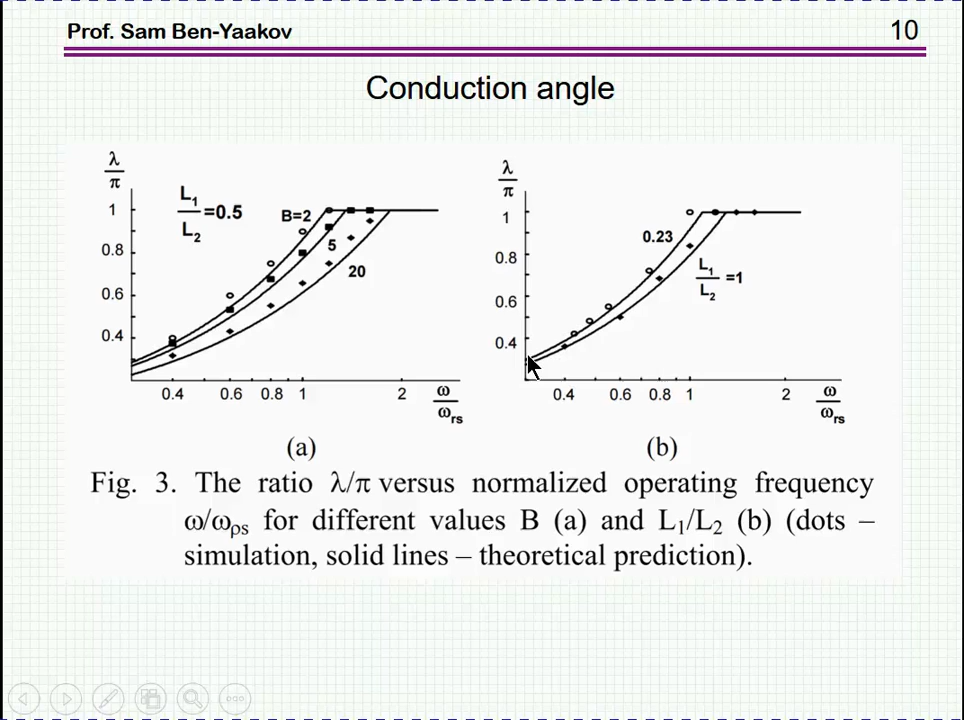 Prof. Sam Ben-Yaakov
10
Conduction angle
λ/π
L₁/L₂ =0.5
B=2
5
20
1
0.8
0.6
0.4
0.4 0.6 0.8 1 2 ω/ωrs
(a)
λ/π
0.23
L₁/L₂ =1
1
0.8
0.6
0.4
0.4 0.6 0.8 1 2 ω/ωrs
(b)
Fig. 3. The ratio λ/π versus normalized operating frequency
ω/ωρs for different values B (a) and L₁/L₂ (b) (dots –
simulation, solid lines – theoretical prediction).